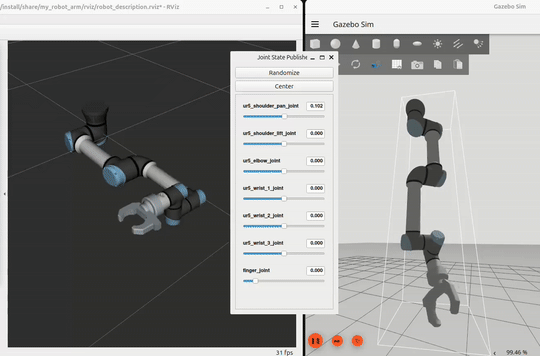 /install/share/my_robot_arm/rviz/robot_description.rviz* - RViz
Gazebo Sim
Gazebo Sim
Joint State Publishe
Randomize
Center
ur5_shoulder_pan_joint 0.102
ur5_shoulder_lift_joint 0.000
ur5_elbow_joint 0.000
ur5_wrist_1_joint 0.000
ur5_wrist_2_joint 0.000
ur5_wrist_3_joint 0.000
finger_joint 0.000
31 fps
99.46 %